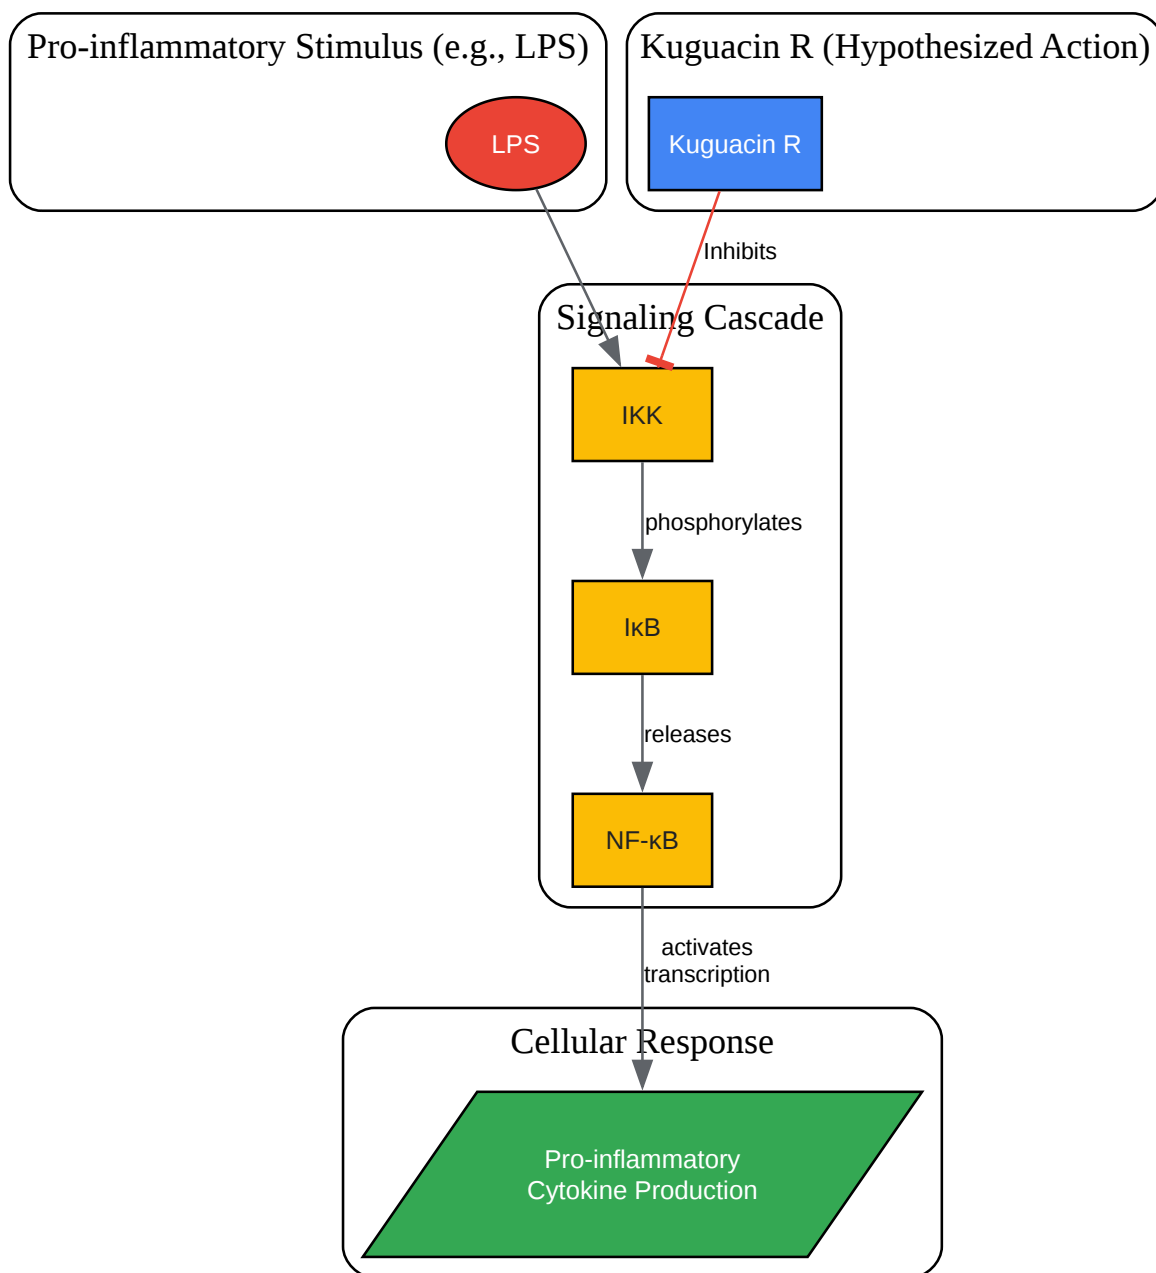 Pro-inflammatory Stimulus (e.g., LPS)
Kuguacin R (Hypothesized Action)
LPS
Kuguacin R
Inhibits
Signaling Cascade
IKK
phosphorylates
IκB
releases
NF-κB
activates
transcription
Cellular Response
Pro-inflammatory
Cytokine Production